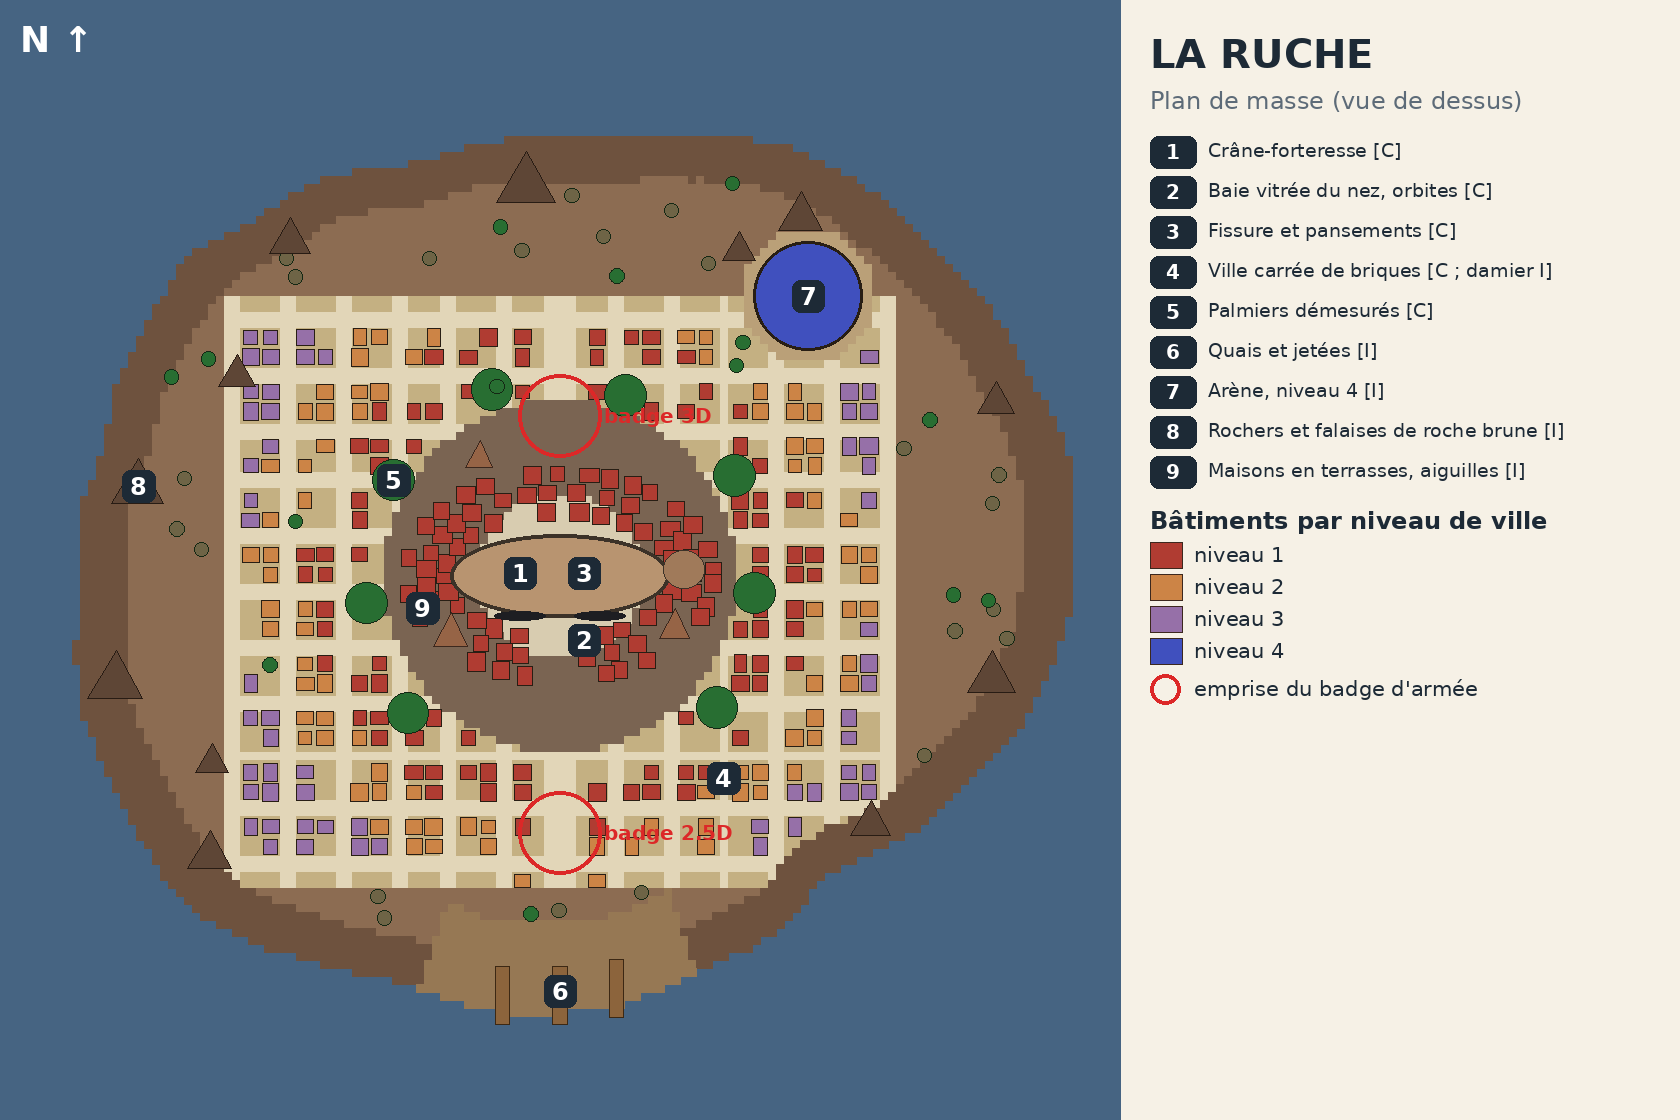 N ↑
LA RUCHE
Plan de masse (vue de dessus)
1 Crâne-forteresse [C]
2 Baie vitrée du nez, orbites [C]
3 Fissure et pansements [C]
4 Ville carrée de briques [C ; damier I]
5 Palmiers démesurés [C]
6 Quais et jetées [I]
7 Arène, niveau 4 [I]
8 Rochers et falaises de roche brune [I]
9 Maisons en terrasses, aiguilles [I]
Bâtiments par niveau de ville
niveau 1
niveau 2
niveau 3
niveau 4
emprise du badge d'armée
7
badge 3D
5
8
1
3
9
2
4
badge 2.5D
6